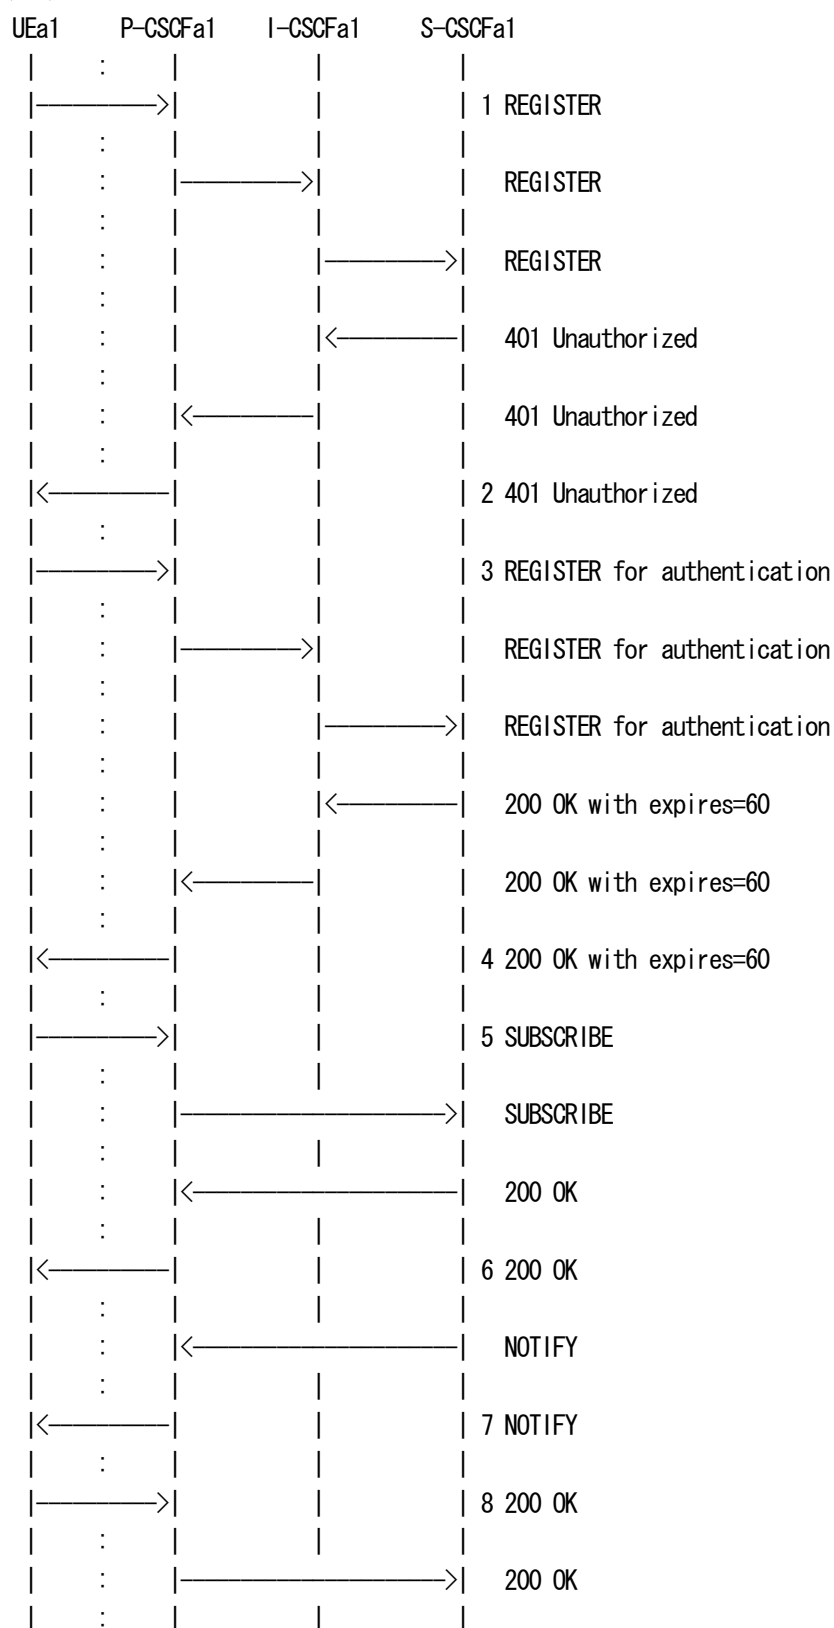 UEa1 P-CSCFa1 I-CSCFa1 S-CSCFa1
1 REGISTER
REGISTER
REGISTER
401 Unauthorized
401 Unauthorized
2 401 Unauthorized
3 REGISTER for authentication
REGISTER for authentication
REGISTER for authentication
200 OK with expires=60
200 OK with expires=60
4 200 OK with expires=60
5 SUBSCRIBE
SUBSCRIBE
200 OK
6 200 OK
NOTIFY
7 NOTIFY
8 200 OK
200 OK